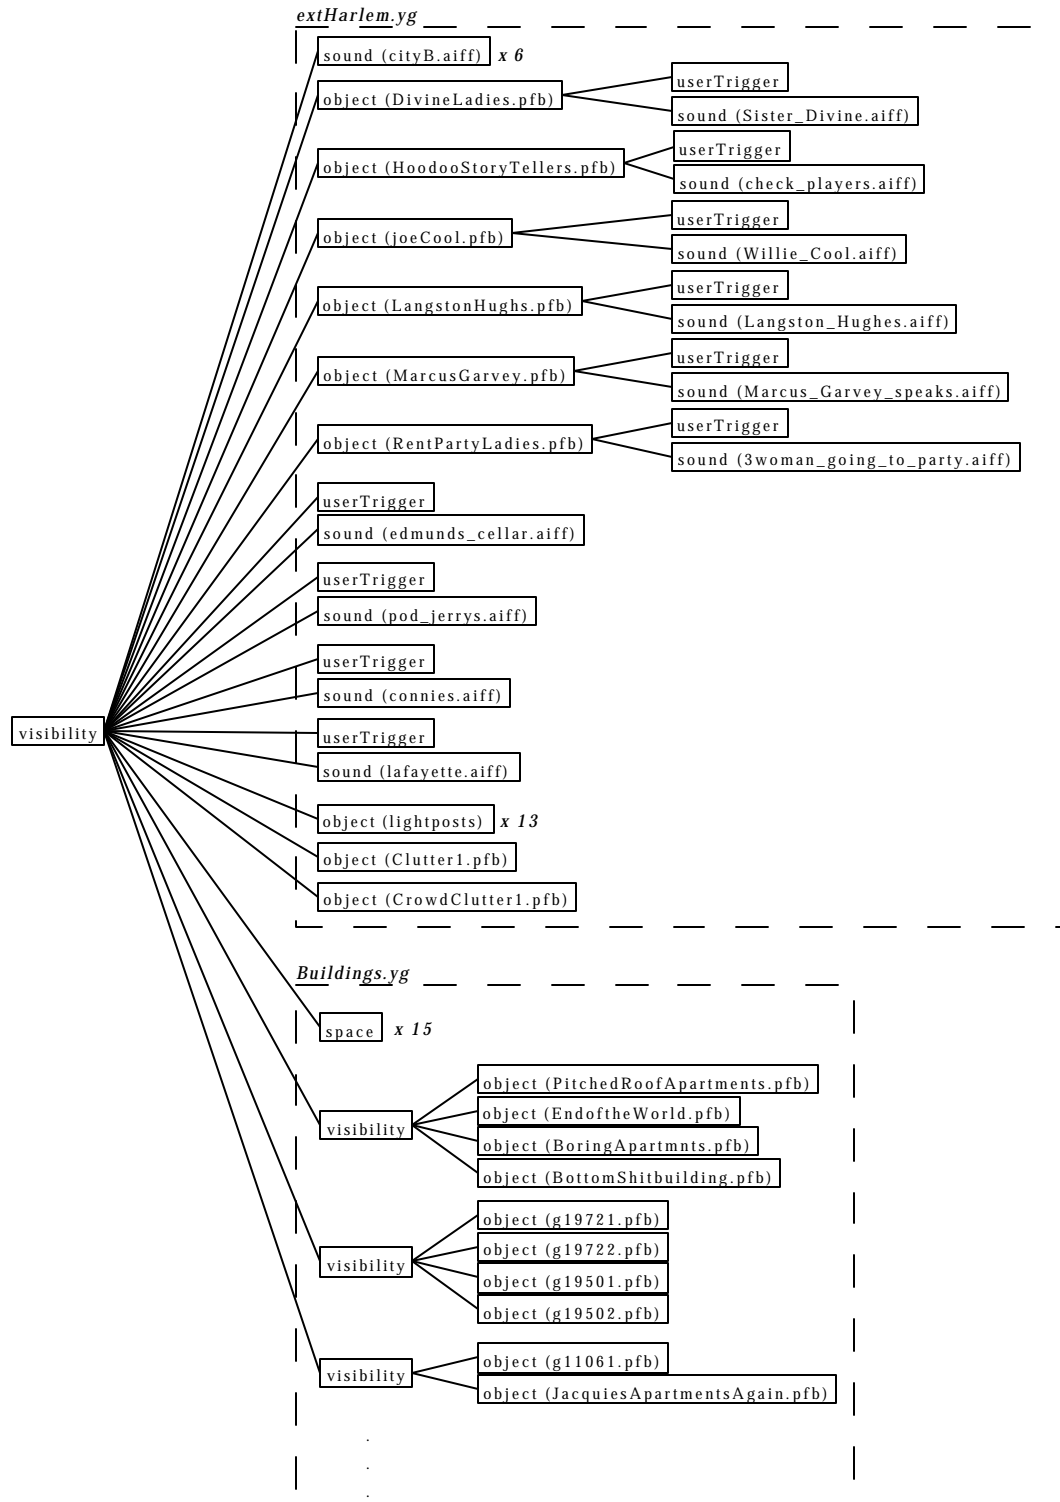 extHarlem.yg
sound (cityB.aiff) x 6
userTrigger
object (DivineLadies.pfb)
sound (Sister_Divine.aiff)
userTrigger
object (HoodooStoryTellers.pfb)
sound (check_players.aiff)
userTrigger
object (joeCool.pfb)
sound (Willie_Cool.aiff)
userTrigger
object (LangstonHughs.pfb)
sound (Langston_Hughes.aiff)
userTrigger
object (MarcusGarvey.pfb)
sound (Marcus_Garvey_speaks.aiff)
userTrigger
object (RentPartyLadies.pfb)
sound (3woman_going_to_party.aiff)
userTrigger
sound (edmunds_cellar.aiff)
userTrigger
sound (pod_jerrys.aiff)
userTrigger
sound (connies.aiff)
visibility
userTrigger
sound (lafayette.aiff)
object (lightposts) x 13
object (Clutter1.pfb)
object (CrowdClutter1.pfb)
Buildings.yg
space x 15
object (PitchedRoofApartments.pfb)
object (EndoftheWorld.pfb)
visibility
object (BoringApartmnts.pfb)
object (BottomShitbuilding.pfb)
object (g19721.pfb)
object (g19722.pfb)
visibility
object (g19501.pfb)
object (g19502.pfb)
object (g11061.pfb)
visibility
object (JacquiesApartmentsAgain.pfb)
.
.
.